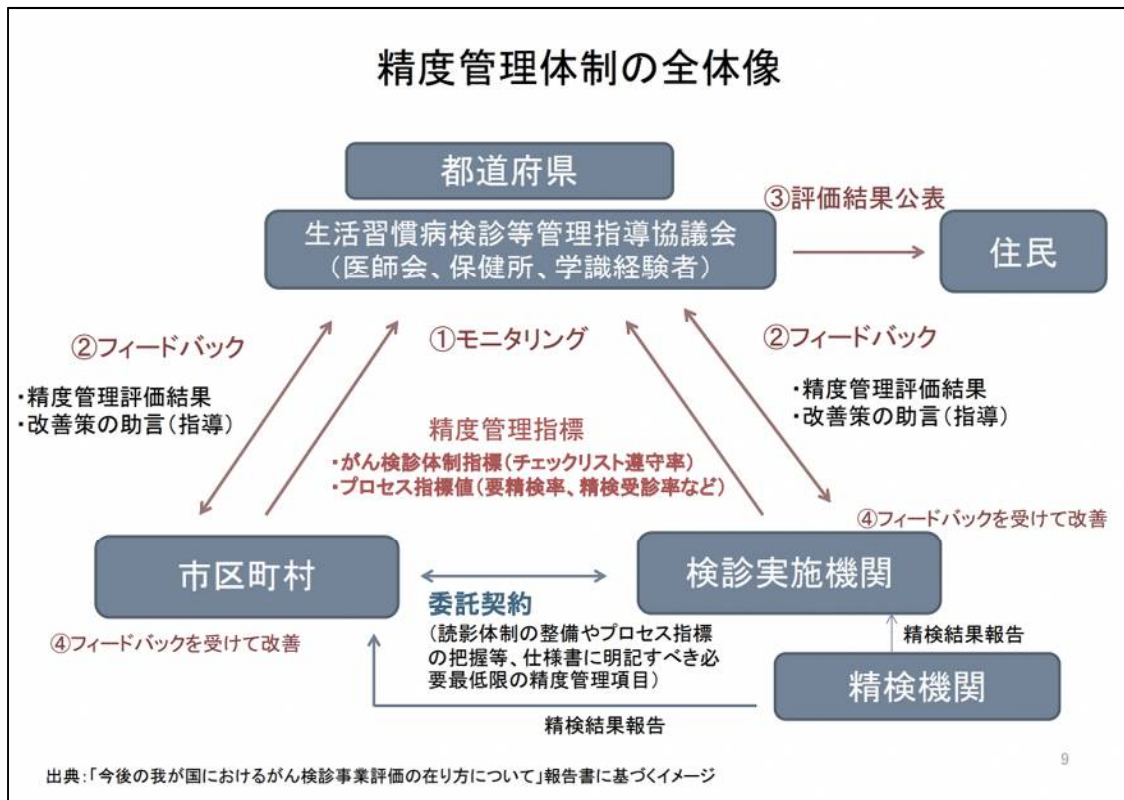 精度管理体制の全体像
都道府県
生活習慣病検診等管理指導協議会
(医師会、保健所、学識経験者)
③評価結果公表
住民
②フィードバック
・精度管理評価結果
・改善策の助言(指導)
①モニタリング
②フィードバック
・精度管理評価結果
・改善策の助言(指導)
精度管理指標
・がん検診体制指標(チェックリスト遵守率)
・プロセス指標値(要精検率、精検受診率など)
④フィードバックを受けて改善
市区町村
検診実施機関
④フィードバックを受けて改善
委託契約
(読影体制の整備やプロセス指標
の把握等、仕様書に明記すべき必
要最低限の精度管理項目)
精検結果報告
精検機関
精検結果報告
出典:「今後の我が国におけるがん検診事業評価の在り方について」報告書に基づくイメージ
9